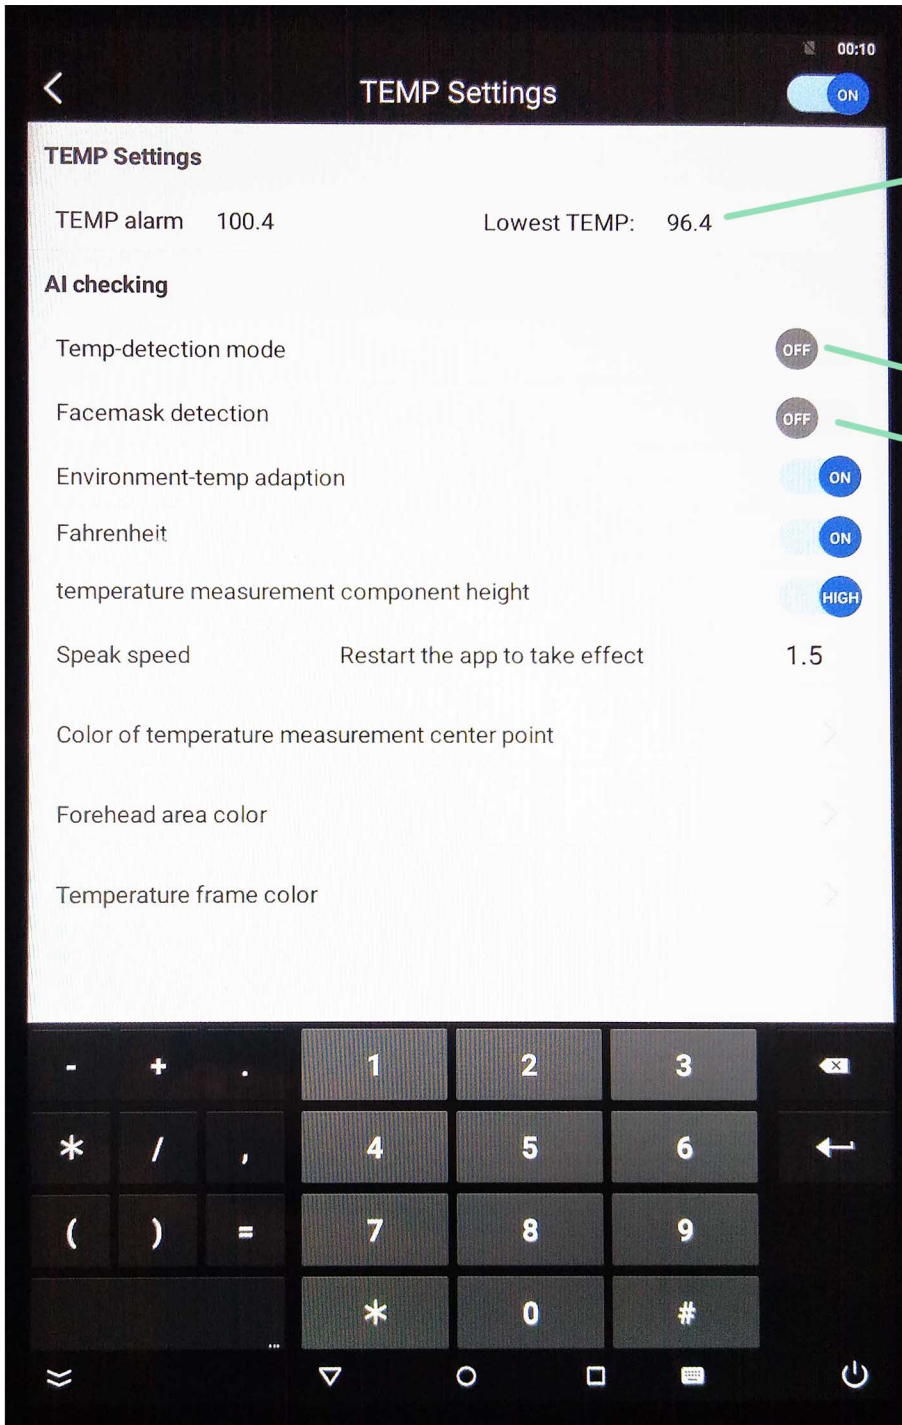 00:10
TEMP Settings ON
TEMP Settings
TEMP alarm 100.4 Lowest TEMP: 96.4
AI checking
Temp-detection mode OFF
Facemask detection OFF
Environment-temp adaption ON
Fahrenheit ON
temperature measurement component height HIGH
Speak speed Restart the app to take effect 1.5
Color of temperature measurement center point
Forehead area color
Temperature frame color
- + . 1 2 3
* / , 4 5 6
( ) = 7 8 9
... * 0 #